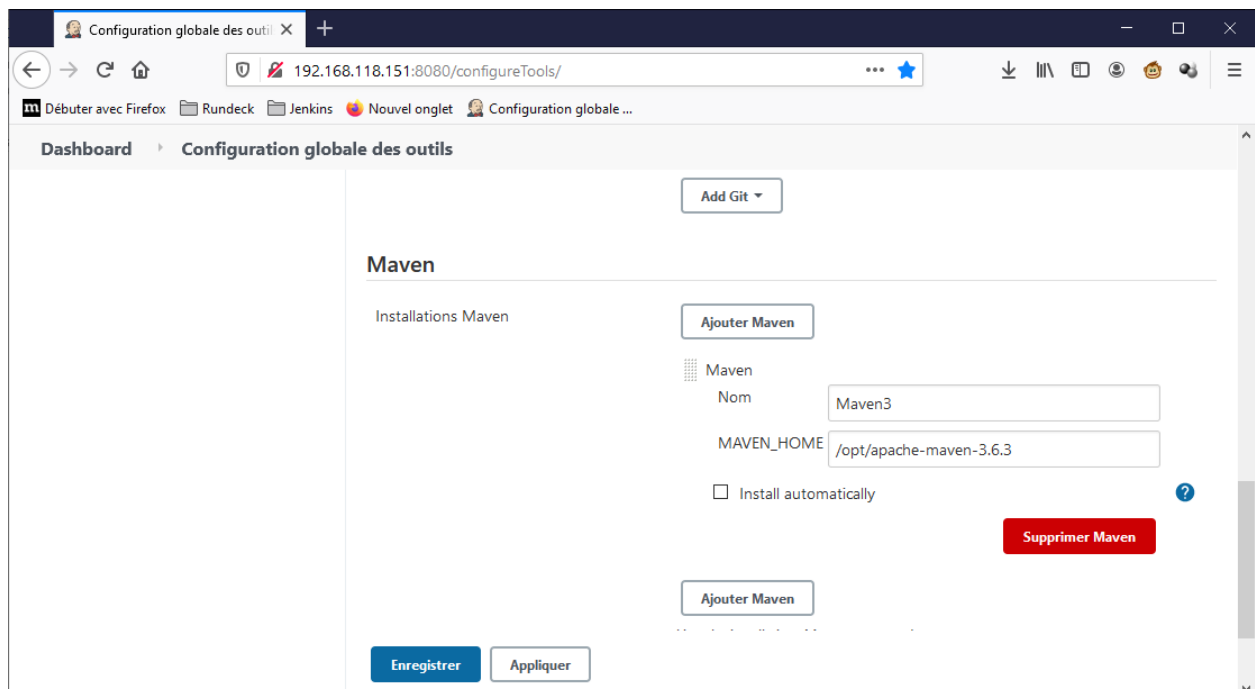 Configuration globale des outil
192.168.118.151:8080/configureTools/
Débuter avec Firefox Rundeck Jenkins Nouvel onglet Configuration globale ...
Dashboard Configuration globale des outils
Add Git
Maven
Installations Maven
Ajouter Maven
Maven
Nom
Maven3
MAVEN_HOME
/opt/apache-maven-3.6.3
Install automatically
?
Supprimer Maven
Ajouter Maven
Enregistrer Appliquer